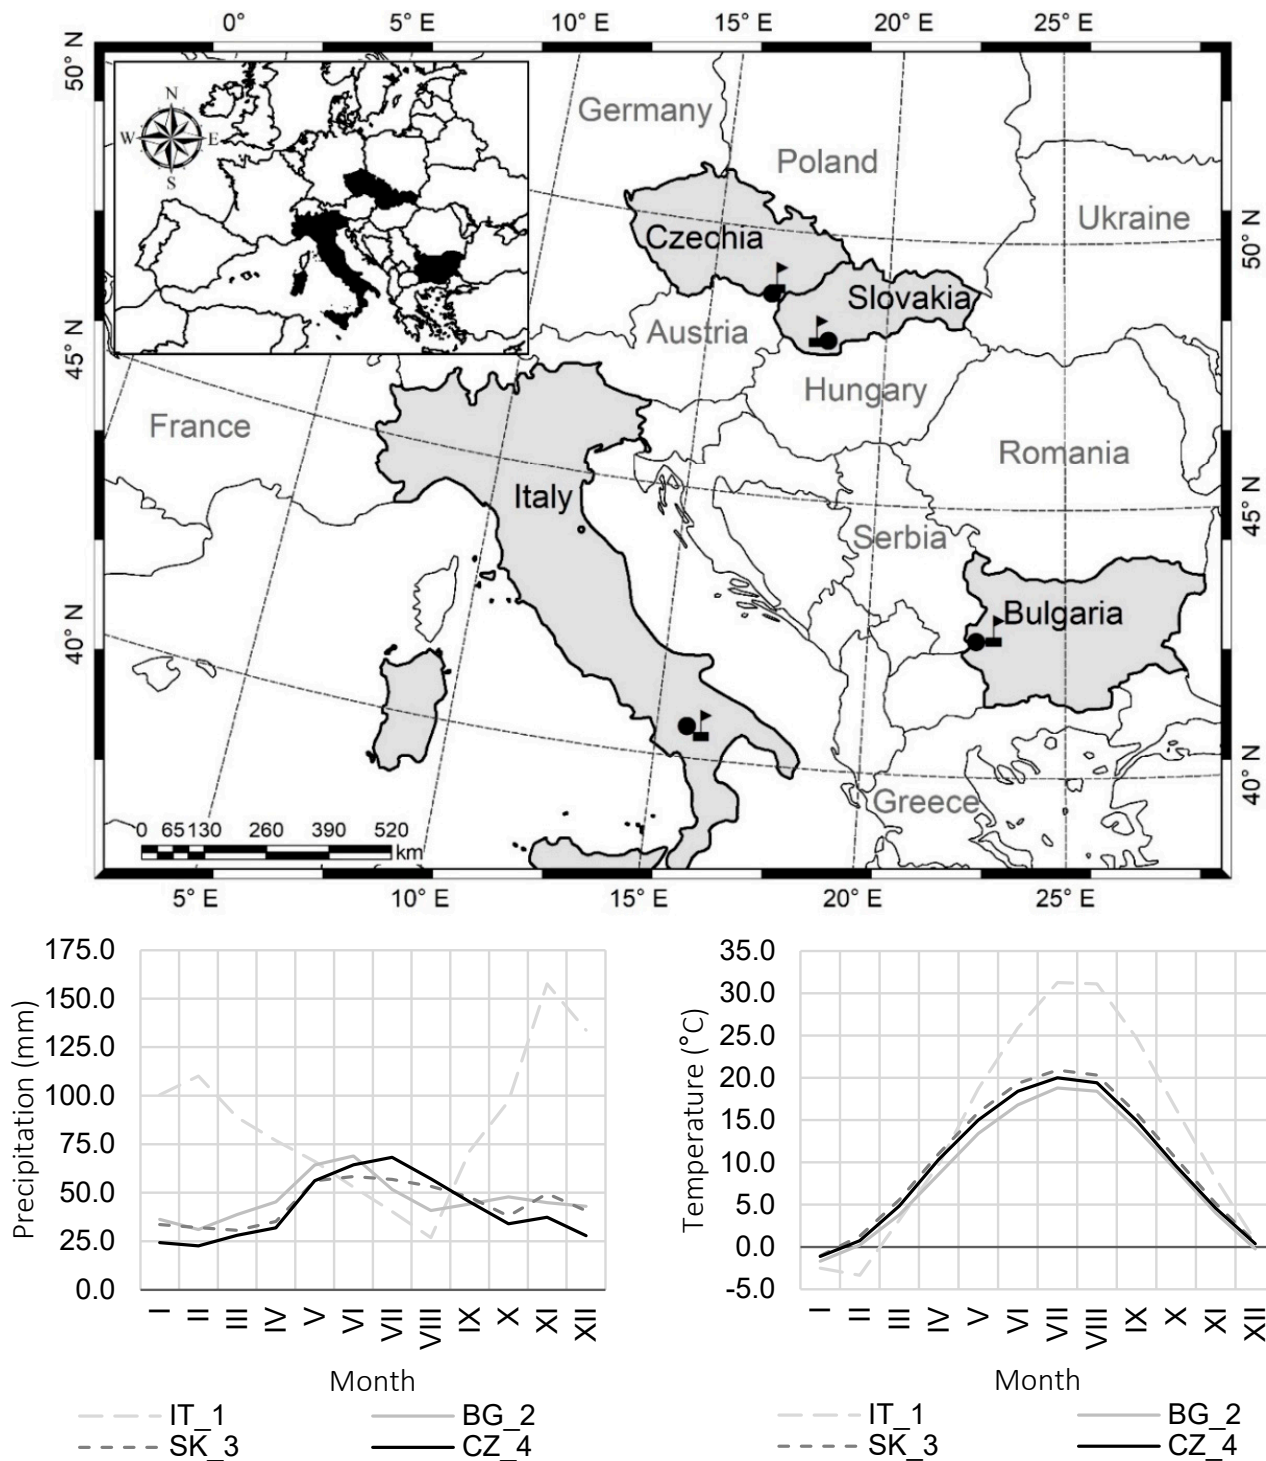 0° 5° E 10° E 15° E 20° E 25° E
50° N
N
W E
S
Germany
Poland
Ukraine
50° N
Czechia
Slovakia
45° N
Austria
Hungary
France
Romania
Italy
45° N
Serbia
Bulgaria
40° N
40° N
Greece
0 65 130 260 390 520
km
5° E 10° E 15° E 20° E 25° E
Precipitation (mm)
175.0
150.0
125.0
100.0
75.0
50.0
25.0
0.0
I II III IV V VI VII VIII IX X XI XII
Month
IT_1 BG_2
SK_3 CZ_4
Temperature (°C)
35.0
30.0
25.0
20.0
15.0
10.0
5.0
0.0
-5.0
I II III IV V VI VII VIII IX X XI XII
Month
IT_1 BG_2
SK_3 CZ_4